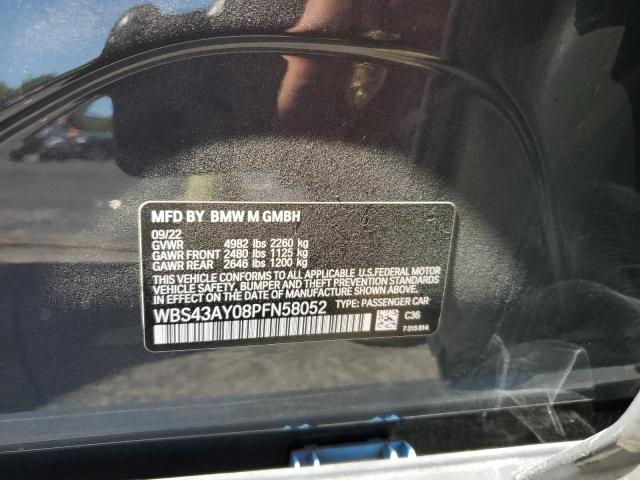 MFD BY BMW M GMBH
09/22
GVWR 4982 lbs 2260 kg
GAWR FRONT 2480 lbs 1125 kg
GAWR REAR 2646 lbs 1200 kg
THIS VEHICLE CONFORMS TO ALL APPLICABLE U.S.FEDERAL MOTOR
VEHICLE SAFETY, BUMPER AND THEFT PREVENTION STANDARDS
IN EFFECT ON THE DATE OF MANUFACTURE SHOWN ABOVE.
WBS43AY08PFN58052 TYPE: PASSENGER CAR
C36
7 315 814